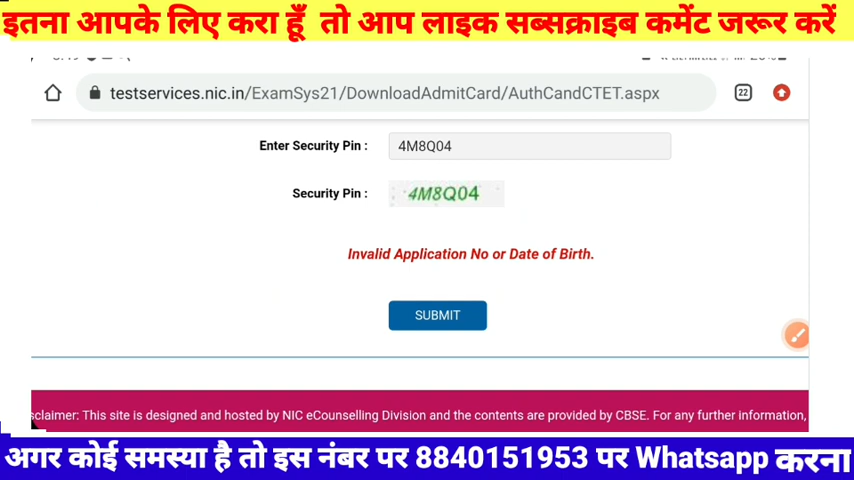 इतना आपके लिए करा हूँ तो आप लाइक सब्सक्राइब कमेंट जरूर करें
testservices.nic.in/ExamSys21/DownloadAdmitCard/AuthCandCTET.aspx 22
Enter Security Pin : 4M8Q04
Security Pin : 4M8Q04
Invalid Application No or Date of Birth.
SUBMIT
sclaimer: This site is designed and hosted by NIC eCounselling Division and the contents are provided by CBSE. For any further information,
अगर कोई समस्या है तो इस नंबर पर 8840151953 पर Whatsapp करना